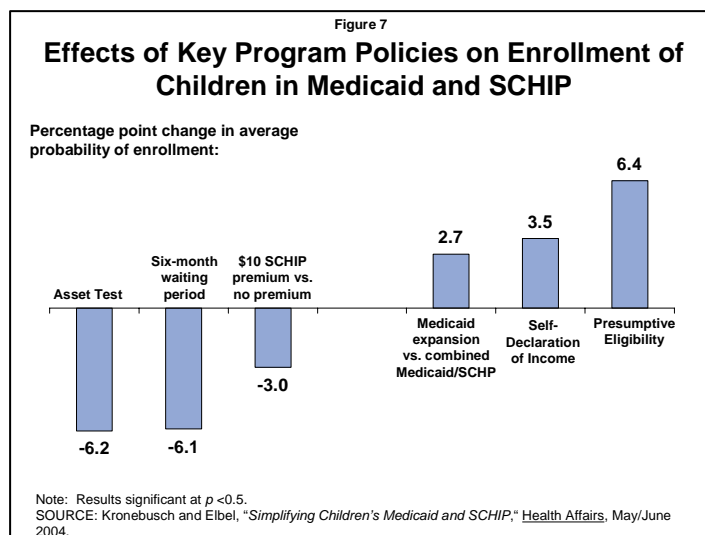 Figure 7
Effects of Key Program Policies on Enrollment of
Children in Medicaid and SCHIP
Percentage point change in average
probability of enrollment:
Asset Test
Six-month
waiting
period
$10 SCHIP
premium vs.
no premium
2.7
3.5
6.4
-6.2
-6.1
-3.0
Medicaid
expansion
vs. combined
Medicaid/SCHP
Self-
Declaration
of Income
Presumptive
Eligibility
Note: Results significant at p <0.5.
SOURCE: Kronebusch and Elbel, “Simplifying Children's Medicaid and SCHIP,“ Health Affairs, May/June
2004.